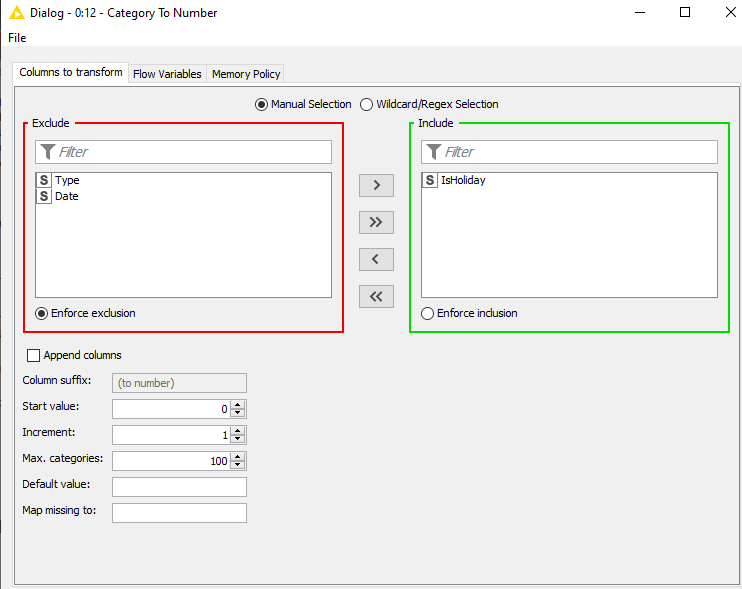 Dialog - 0:12 - Category To Number
File
Columns to transform Flow Variables Memory Policy
Manual Selection Wildcard/Regex Selection
Exclude
Filter
S Type
S Date
Enforce exclusion
>
>>
<
<<
Include
Filter
S IsHoliday
Enforce inclusion
Append columns
Column suffix: (to number)
Start value: 0
Increment: 1
Max. categories: 100
Default value:
Map missing to: